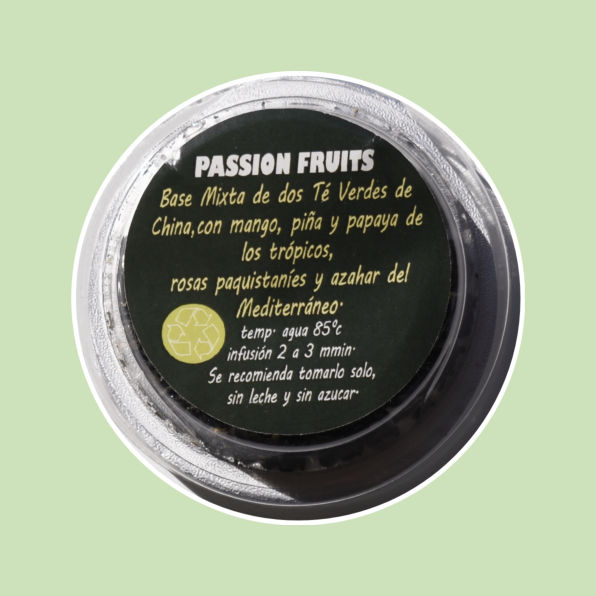 PASSION FRUITS
Base Mixta de dos Té Verdes de
China,con mango, piña y papaya de
los trópicos,
rosas paquistaníes y azahar del
Mediterráneo.
temp. agua 85ºc
infusión 2 a 3 mmin.
Se recomienda tomarlo solo,
sin leche y sin azucar.